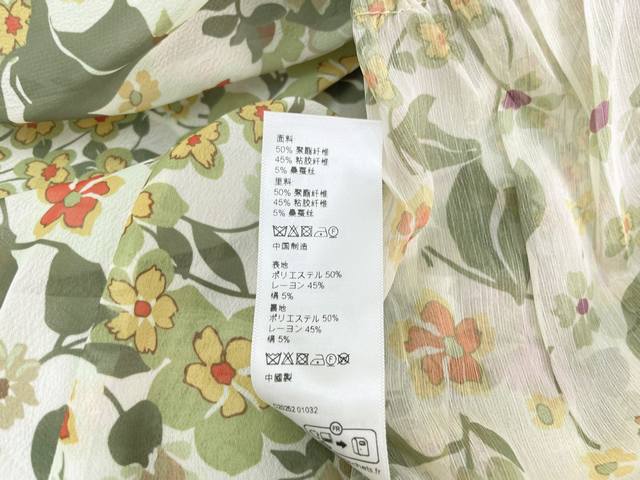 面料
50% 聚酯纤维
45% 粘胶纤维
5% 桑蚕丝
里料
50% 聚酯纤维
45% 粘胶纤维
5% 桑蚕丝
中国制造
表地
ポリエステル 50%
レーヨン 45%
絹 5%
裏地
ポリエステル 50%
レーヨン 45%
絹 5%
中國製
01032
FR